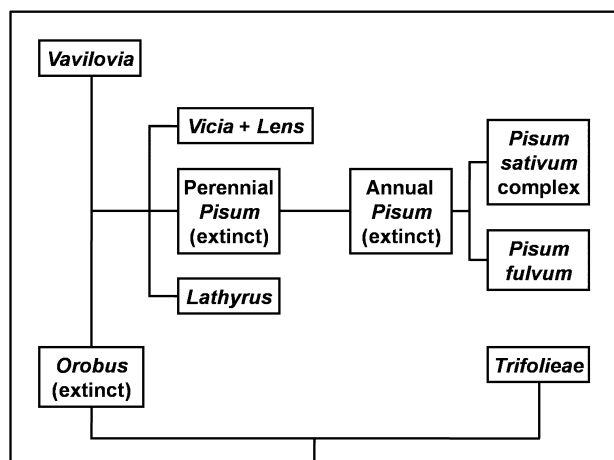 Vavilovia
Vicia + Lens
Perennial
Pisum
(extinct)
Annual
Pisum
(extinct)
Pisum
sativum
complex
Pisum
fulvum
Lathyrus
Orobus
(extinct)
Trifolieae